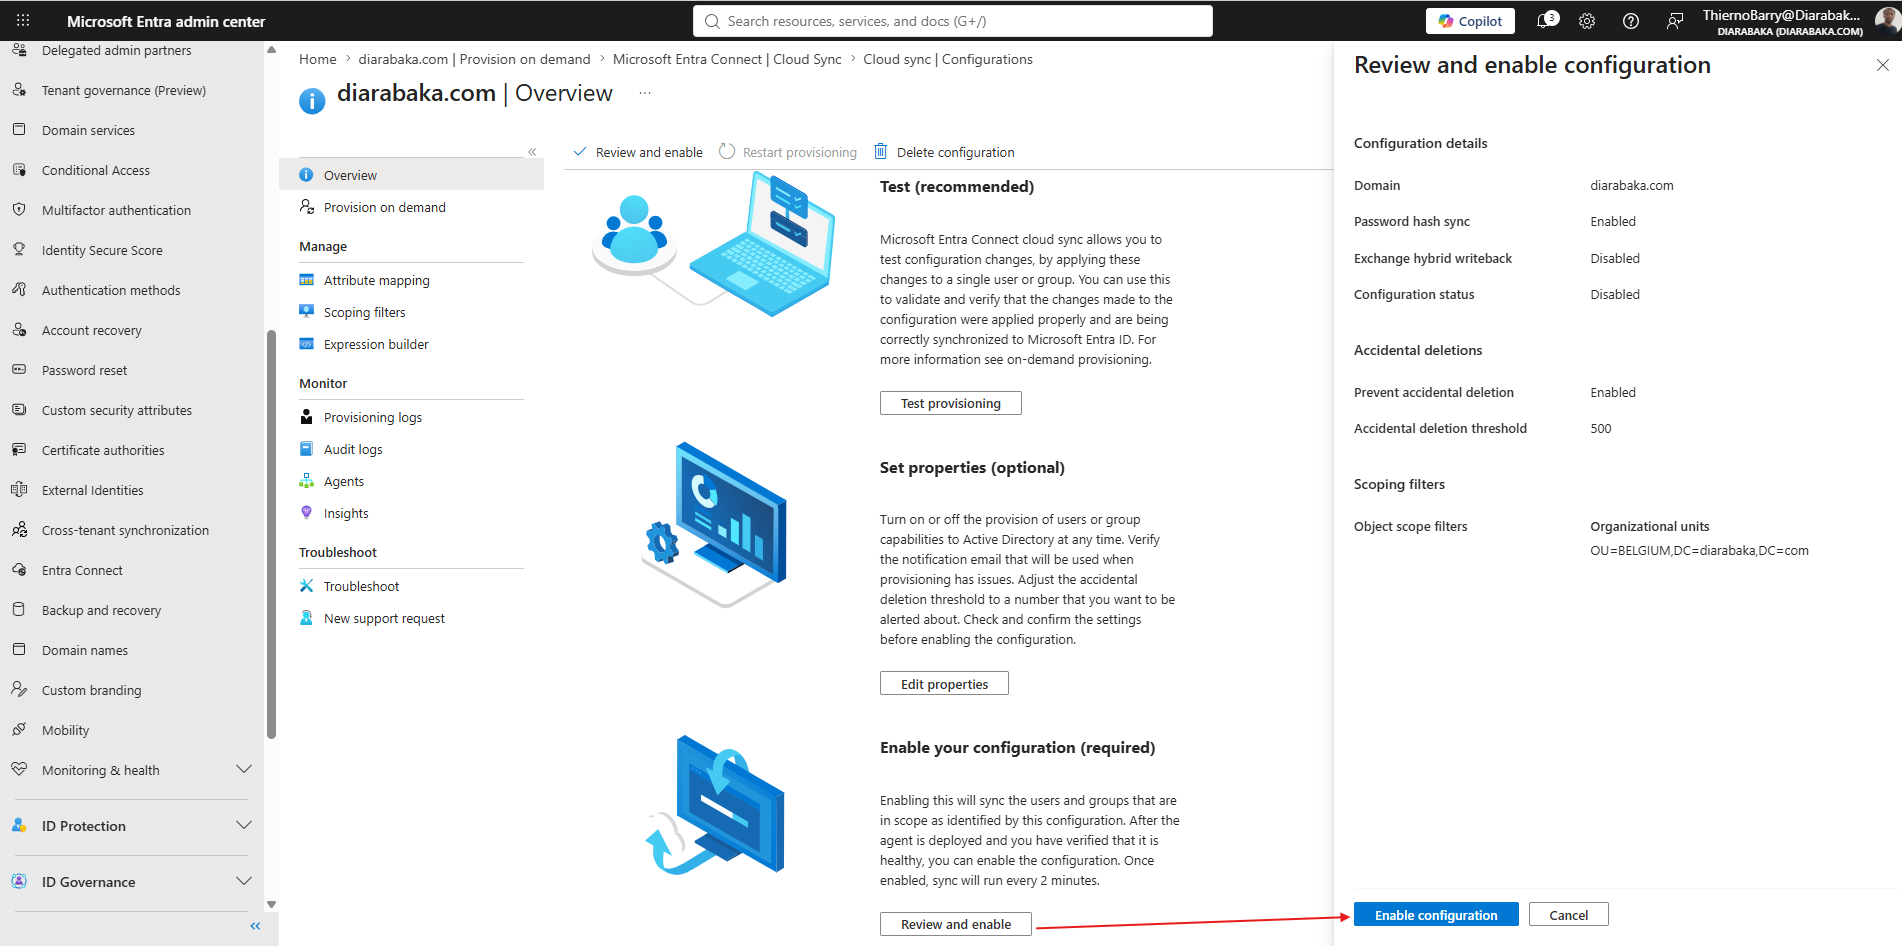 Microsoft Entra admin center
Search resources, services, and docs (G+/)
Copilot
3
ThiernoBarry@Diarabak...
DIARABAKA (DIARABAKA.COM)
Delegated admin partners
Tenant governance (Preview)
Domain services
Conditional Access
Multifactor authentication
Identity Secure Score
Authentication methods
Account recovery
Password reset
Custom security attributes
Certificate authorities
External Identities
Cross-tenant synchronization
Entra Connect
Backup and recovery
Domain names
Custom branding
Mobility
Monitoring & health
ID Protection
ID Governance
Home > diarabaka.com | Provision on demand > Microsoft Entra Connect | Cloud Sync > Cloud sync | Configurations
diarabaka.com | Overview ...
Overview
Provision on demand
Manage
Attribute mapping
Scoping filters
Expression builder
Monitor
Provisioning logs
Audit logs
Agents
Insights
Troubleshoot
Troubleshoot
New support request
Review and enable
Restart provisioning
Delete configuration
Test (recommended)
Microsoft Entra Connect cloud sync allows you to
test configuration changes, by applying these
changes to a single user or group. You can use this
to validate and verify that the changes made to the
configuration were applied properly and are being
correctly synchronized to Microsoft Entra ID. For
more information see on-demand provisioning.
Test provisioning
Set properties (optional)
Turn on or off the provision of users or group
capabilities to Active Directory at any time. Verify
the notification email that will be used when
provisioning has issues. Adjust the accidental
deletion threshold to a number that you want to be
alerted about. Check and confirm the settings
before enabling the configuration.
Edit properties
Enable your configuration (required)
Enabling this will sync the users and groups that are
in scope as identified by this configuration. After the
agent is deployed and you have verified that it is
healthy, you can enable the configuration. Once
enabled, sync will run every 2 minutes.
Review and enable
Review and enable configuration
Configuration details
Domain diarabaka.com
Password hash sync Enabled
Exchange hybrid writeback Disabled
Configuration status Disabled
Accidental deletions
Prevent accidental deletion Enabled
Accidental deletion threshold 500
Scoping filters
Object scope filters Organizational units
OU=BELGIUM,DC=diarabaka,DC=com
Enable configuration
Cancel